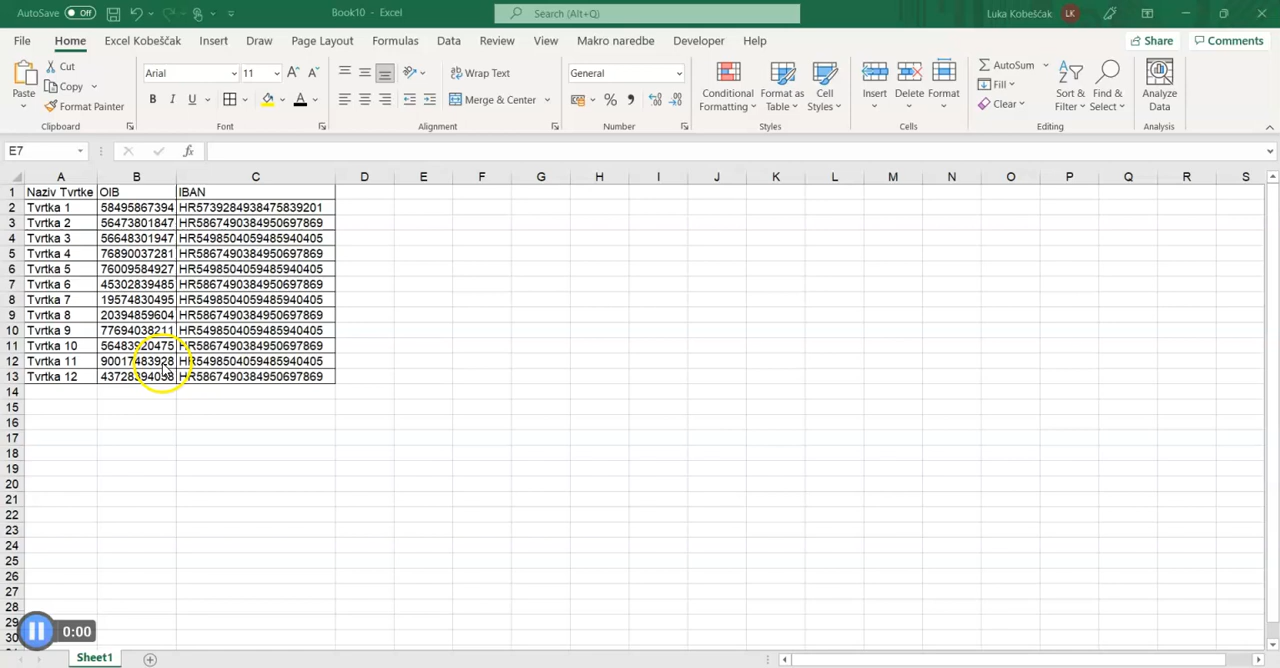 AutoSave Off Book10 - Excel Search (Alt+Q) Luka Kobeščak LK
File Home Excel Kobeščak Insert Draw Page Layout Formulas Data Review View Makro naredbe Developer Help Share Comments
Paste Cut Copy Format Painter Clipboard
Arial 11 A A B I U A Font
Wrap Text Merge & Center Alignment
General % , Number
Conditional Formatting Format as Table Cell Styles Styles
Insert Delete Format Cells
AutoSum Fill Clear Sort & Filter Find & Select Editing
Analyze Data Analysis
E7 fx
A B C D E F G H I J K L M N O P Q R S
1 Naziv Tvrtke OIB IBAN
2 Tvrtka 1 58495867394 HR5739284938475839201
3 Tvrtka 2 56473801847 HR5867490384950697869
4 Tvrtka 3 56648301947 HR5498504059485940405
5 Tvrtka 4 76890037281 HR5867490384950697869
6 Tvrtka 5 76009584927 HR5498504059485940405
7 Tvrtka 6 45302839485 HR5867490384950697869
8 Tvrtka 7 19574830495 HR5498504059485940405
9 Tvrtka 8 20394859604 HR5867490384950697869
10 Tvrtka 9 77694038211 HR5498504059485940405
11 Tvrtka 10 56483920475 HR5867490384950697869
12 Tvrtka 11 90017483928 HR5498504059485940405
13 Tvrtka 12 HR5867490384950697869
14
15
16
17
18
19
20
21
22
23
24
25
26
27
28
29
30
0:00
Sheet1